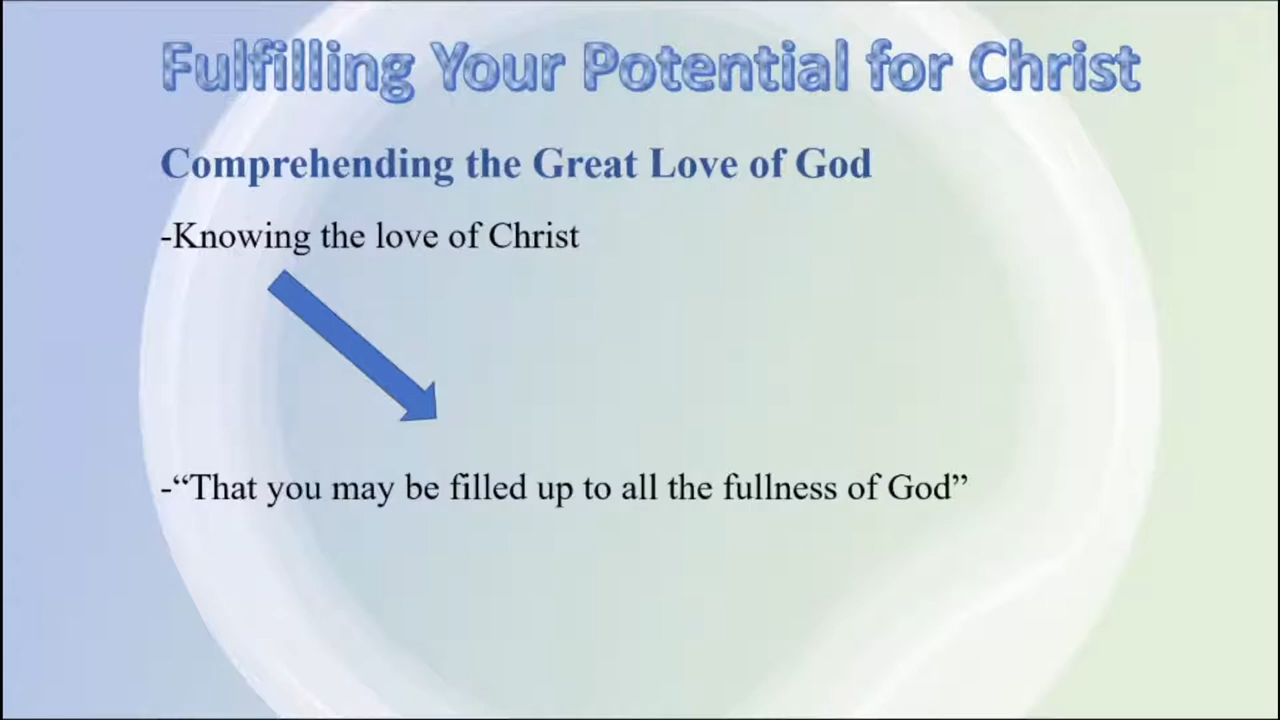 Fulfilling Your Potential for Christ
Comprehending the Great Love of God
-Knowing the love of Christ
-“That you may be filled up to all the fullness of God”